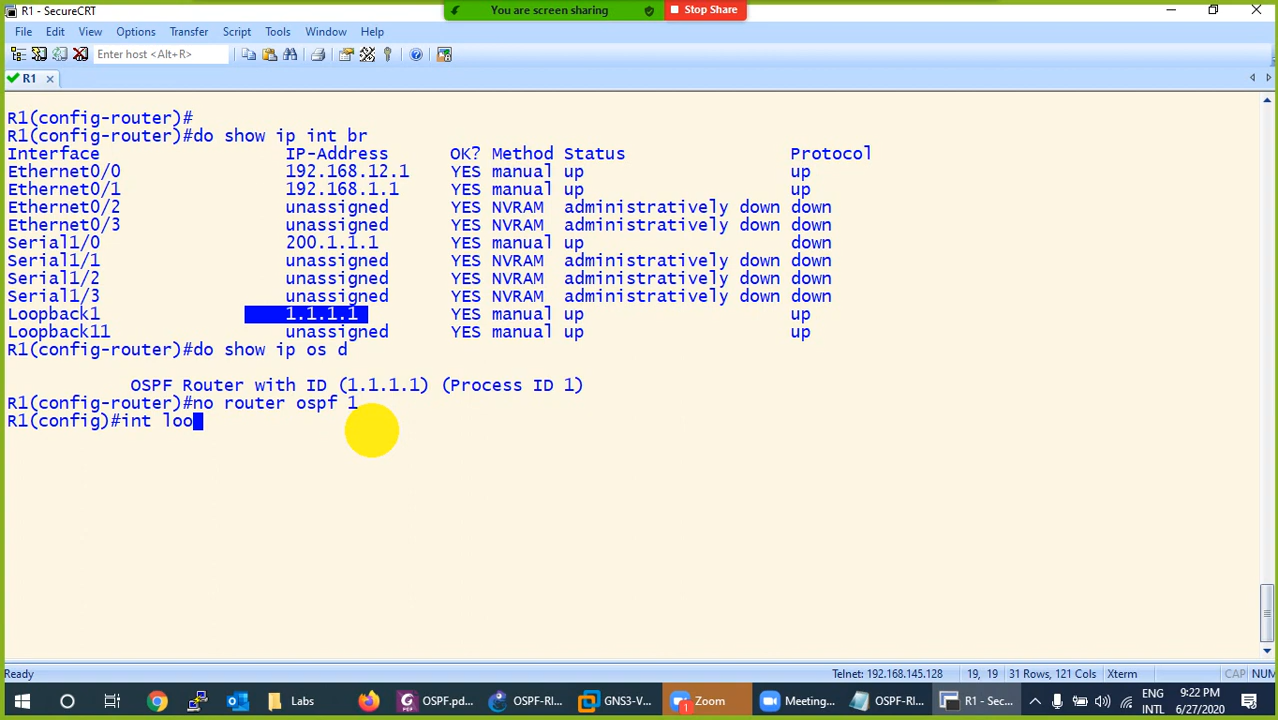 R1 - SecureCRT
You are screen sharing
Stop Share
File Edit View Options Transfer Script Tools Window Help
Enter host <Alt+R>
R1
R1(config-router)#
R1(config-router)#do show ip int br
Interface IP-Address OK? Method Status Protocol
Ethernet0/0 192.168.12.1 YES manual up up
Ethernet0/1 192.168.1.1 YES manual up up
Ethernet0/2 unassigned YES NVRAM administratively down down
Ethernet0/3 unassigned YES NVRAM administratively down down
Serial1/0 200.1.1.1 YES manual up down
Serial1/1 unassigned YES NVRAM administratively down down
Serial1/2 unassigned YES NVRAM administratively down down
Serial1/3 unassigned YES NVRAM administratively down down
Loopback1 1.1.1.1 YES manual up up
Loopback11 unassigned YES manual up up
R1(config-router)#do show ip os d
OSPF Router with ID (1.1.1.1) (Process ID 1)
R1(config-router)#no router ospf 1
R1(config)#int loo
Ready Telnet: 192.168.145.128 19, 19 31 Rows, 121 Cols Xterm CAP NUM
Labs OSPF.pd... OSPF-RI... GNS3-V... 1 Zoom Meeting... OSPF-RI... R1 - Sec... ENG INTL 9:22 PM 6/27/2020